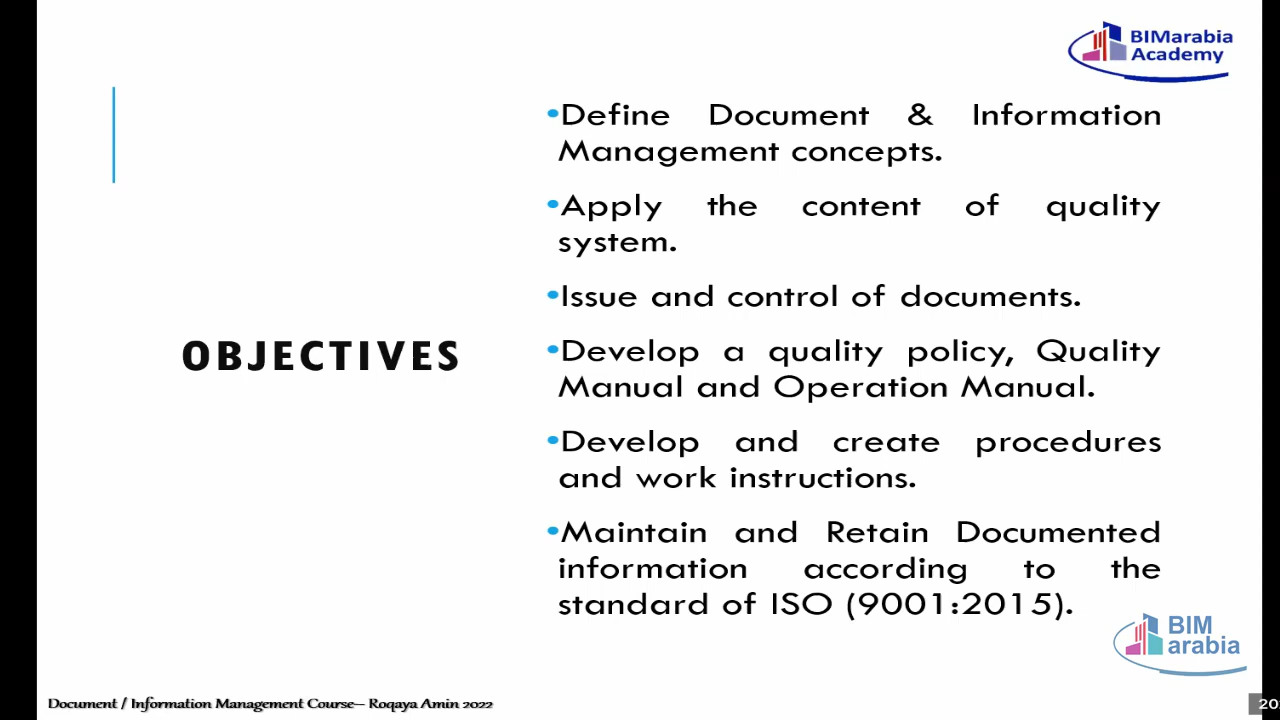 BIMarabia
Academy
•Define Document & Information
Management concepts.
•Apply the content of quality
system.
•Issue and control of documents.
OBJECTIVES
•Develop a quality policy, Quality
Manual and Operation Manual.
•Develop and create procedures
and work instructions.
•Maintain and Retain Documented
information according to the
standard of ISO (9001:2015).
BIM
arabia
Document / Information Management Course– Roqaya Amin 2022
20